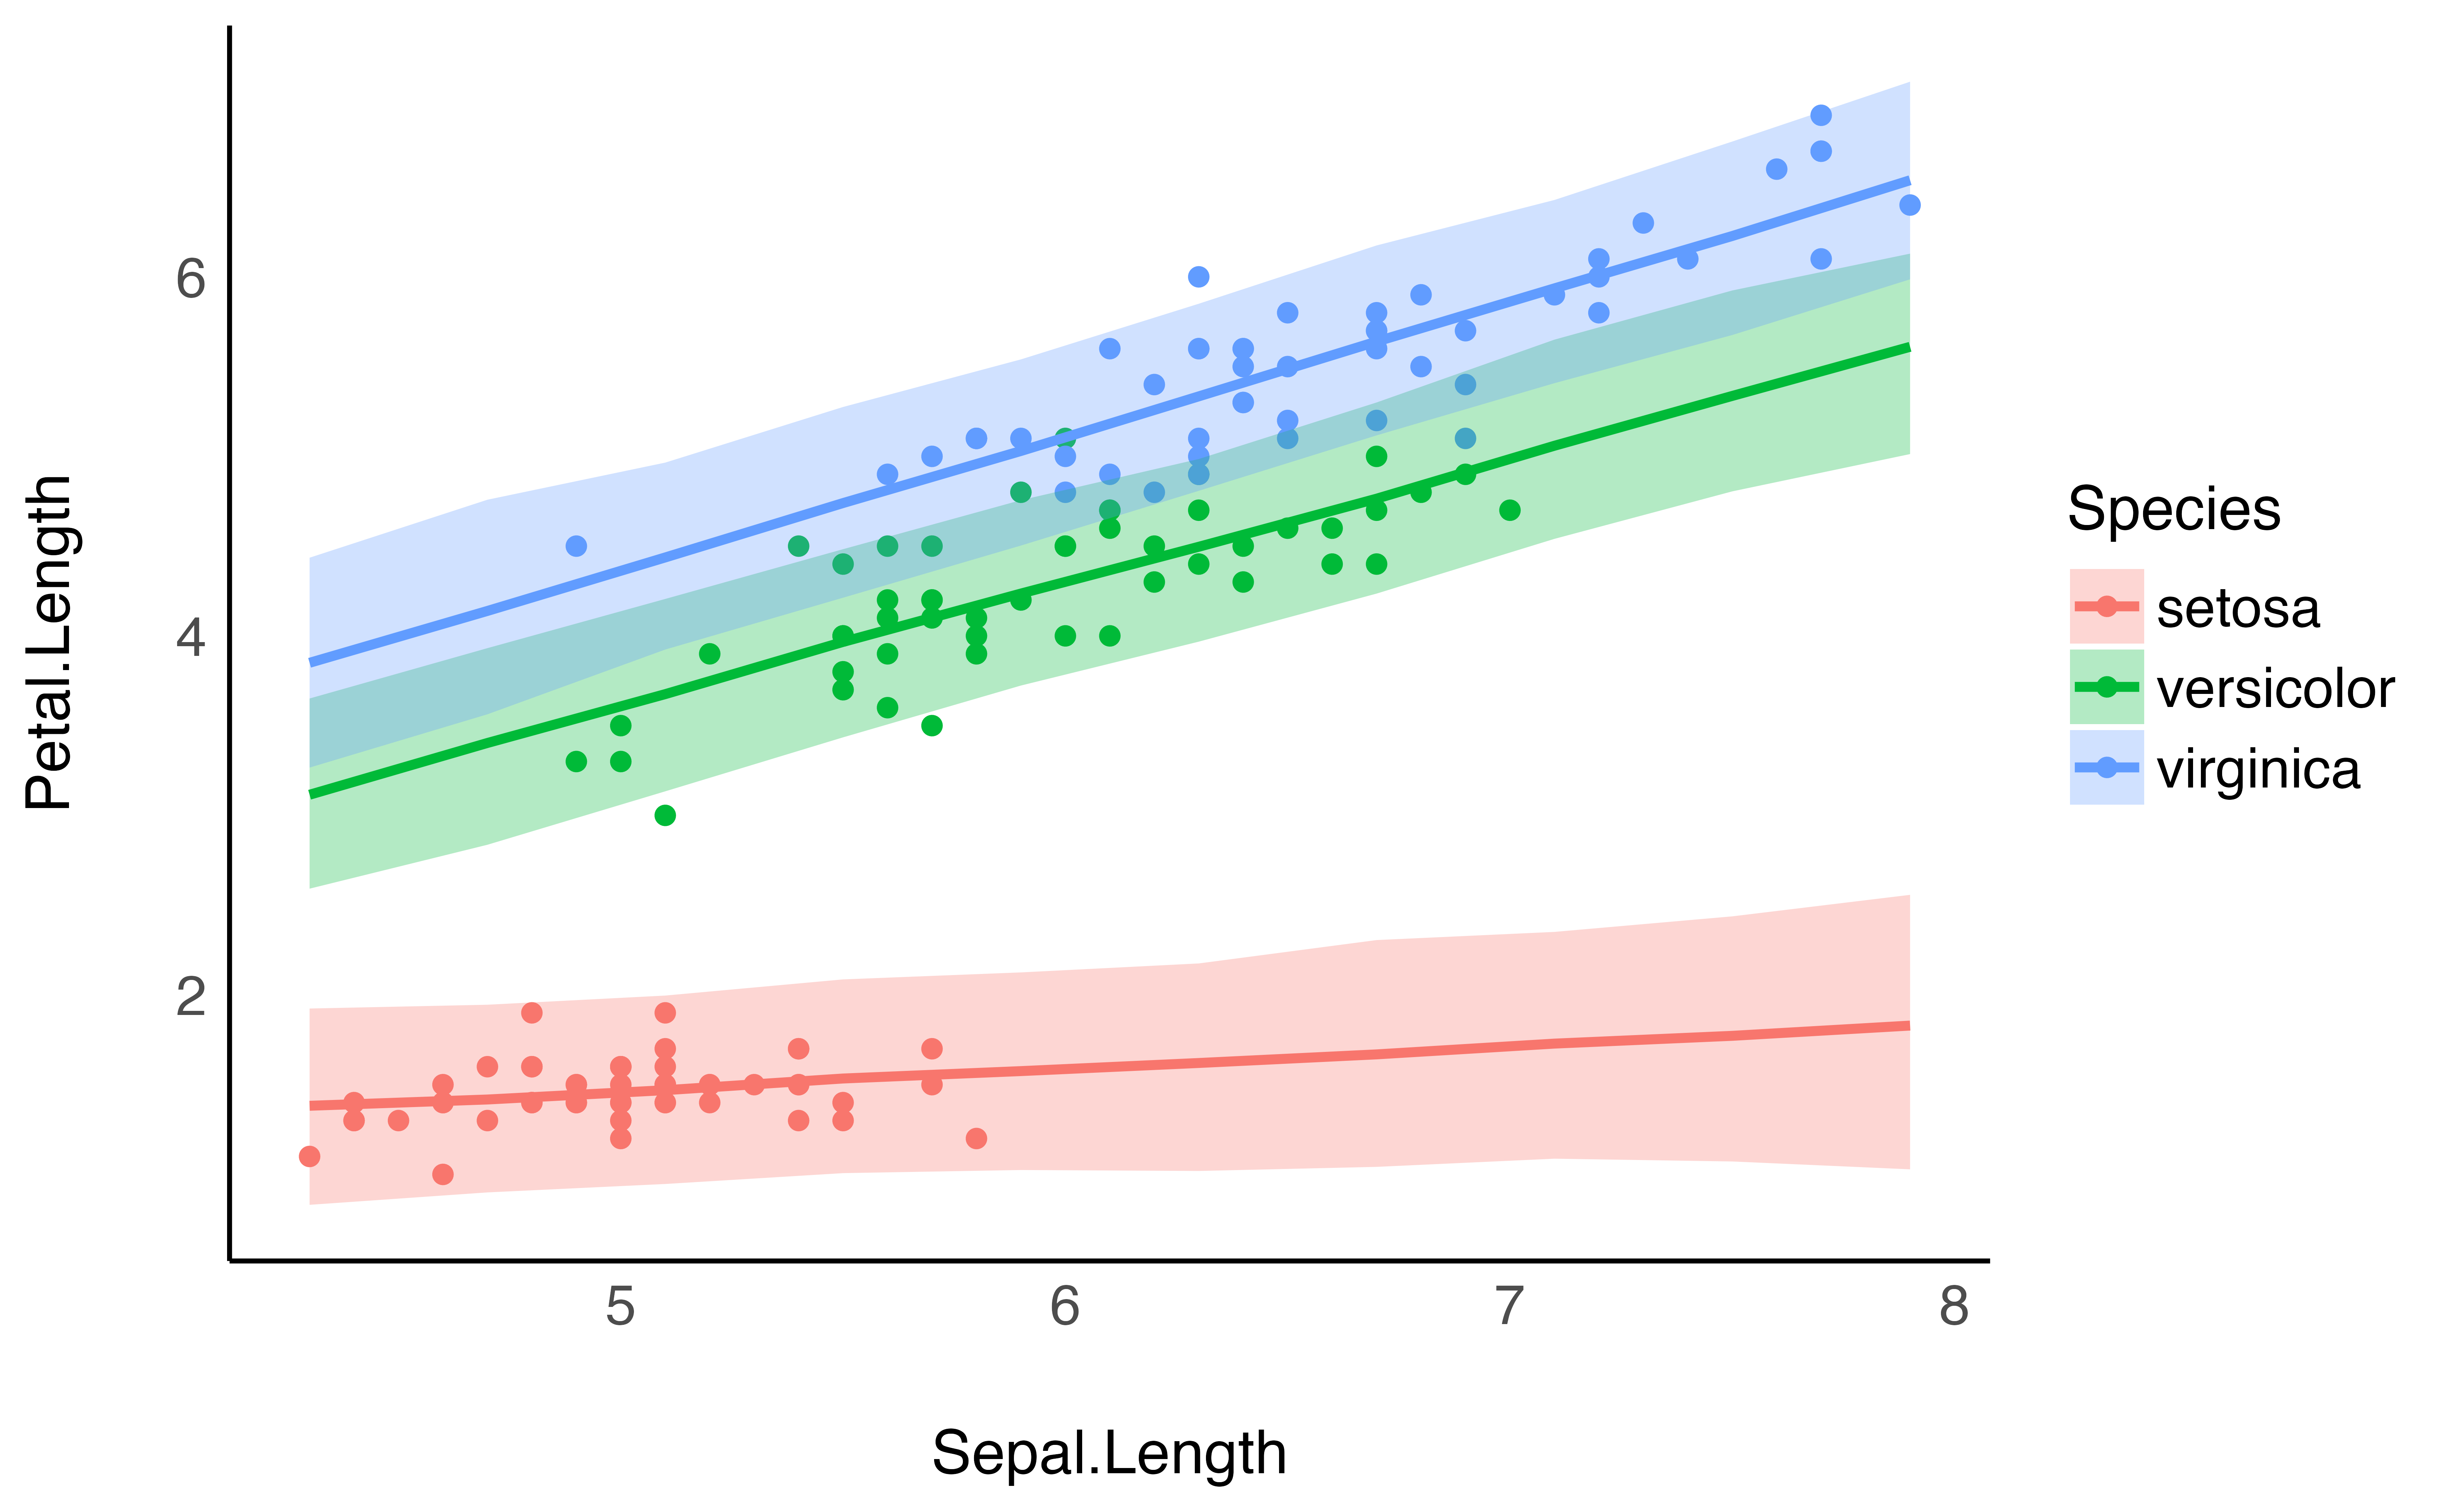 Petal.Length
6
4
2
5 6 7 8
Sepal.Length
Species
setosa
versicolor
virginica